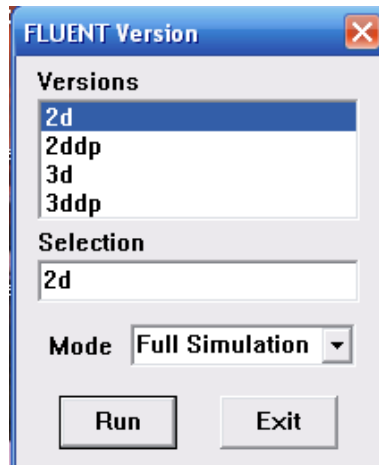 FLUENT Version
Versions
2d
2ddp
3d
3ddp
Selection
2d
Mode Full Simulation
Run Exit